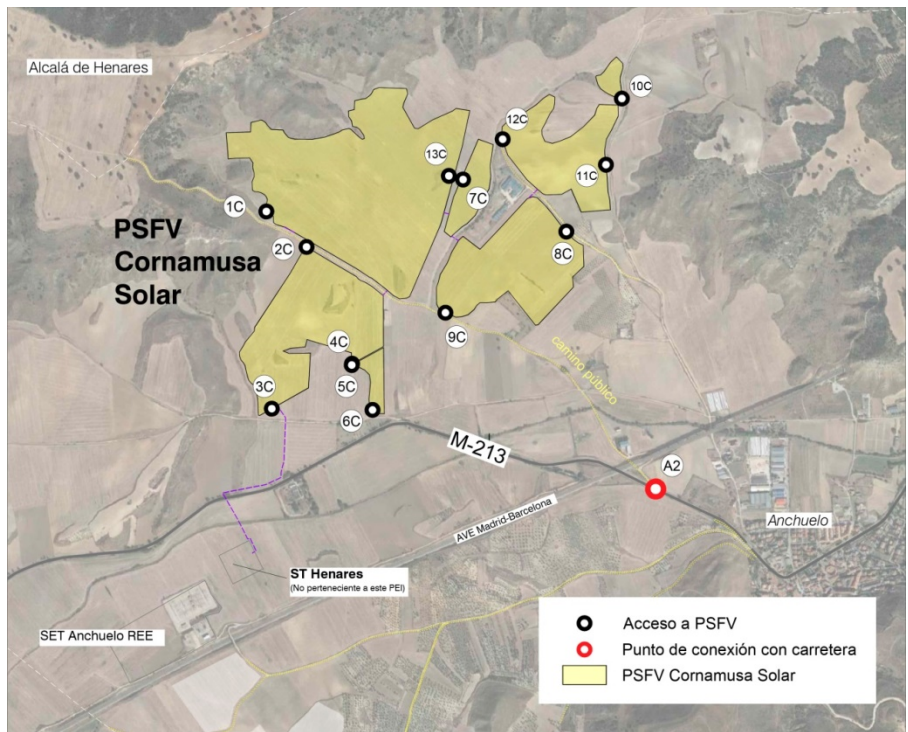 Alcalá de Henares
10C
12C
13C
11C
7C
1C
PSFV
Cornamusa
Solar
2C
8C
9C
4C
camino público
5C
3C
6C
M-213
A2
AVE Madrid-Barcelona
Anchuelo
ST Henares
(No perteneciente a este PEI)
SET Anchuelo REE
Acceso a PSFV
Punto de conexión con carretera
PSFV Cornamusa Solar